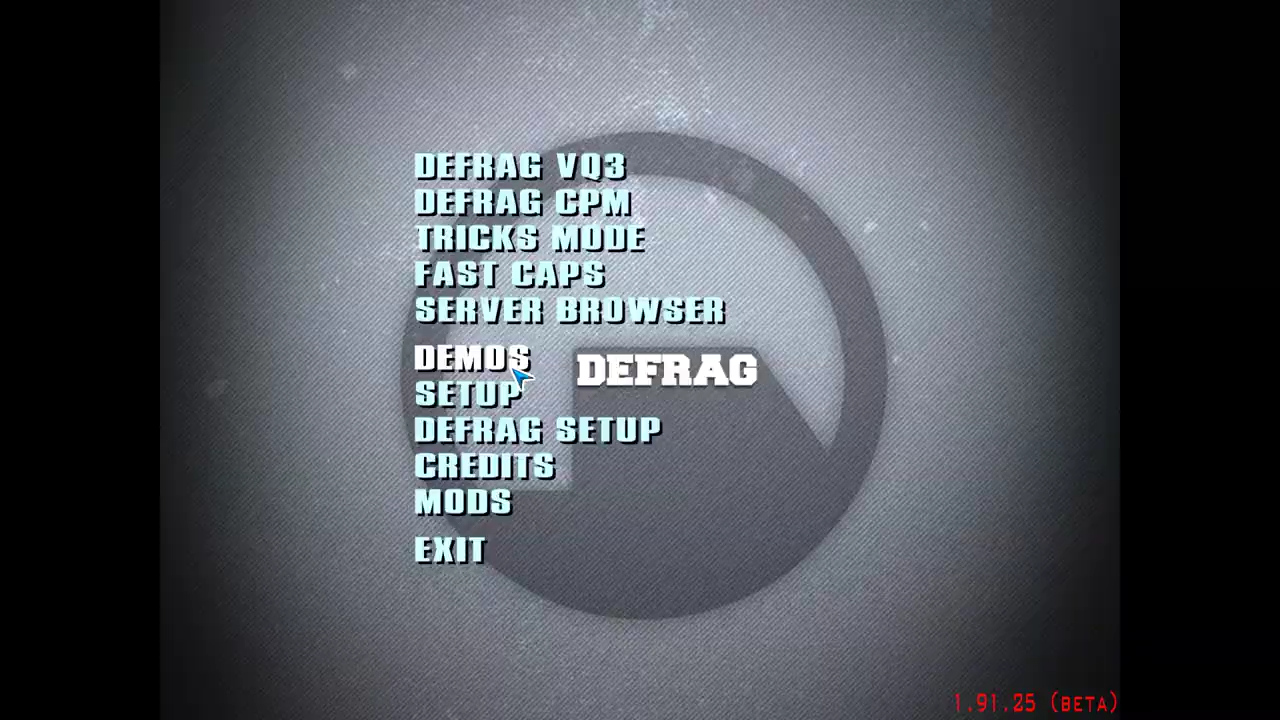 DEFRAG VQ3
DEFRAG CPM
TRICKS MODE
FAST CAPS
SERVER BROWSER
DEMOS
DEFRAG
SETUP
DEFRAG SETUP
CREDITS
MODS
EXIT
1.91.25 (BETA)